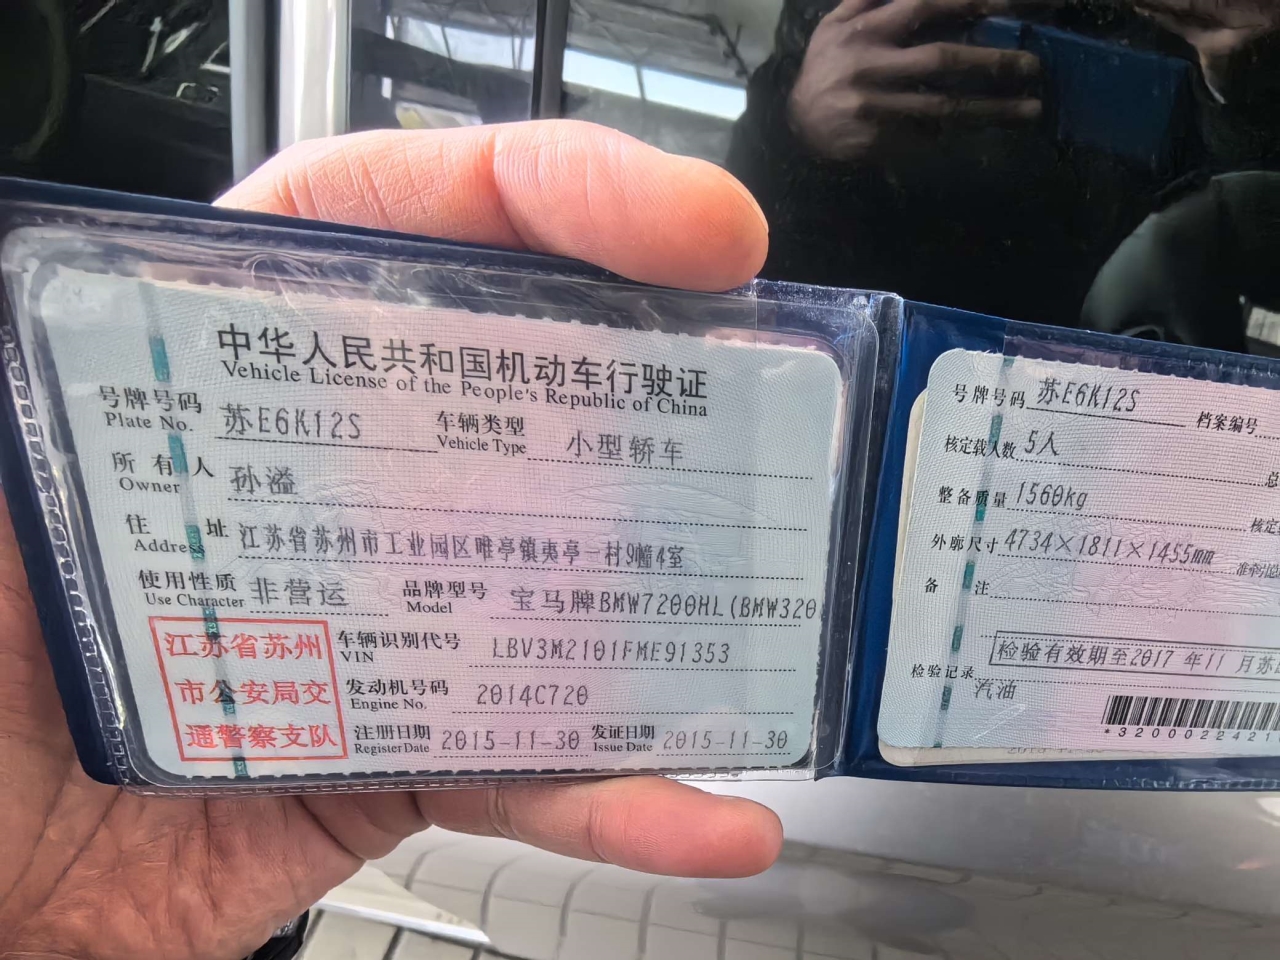 中华人民共和国机动车行驶证
Vehicle License of the People's Republic of China
号牌号码 苏E6K12S 车辆类型 小型轿车
Plate No. Vehicle Type
所有人 孙溢
Owner
住址 江苏省苏州市工业园区唯亭镇夷亭一村9幢4室
Address
使用性质 非营运 品牌型号 宝马牌BMW7200HL(BMW320
Use Character Model
江苏省苏州
市公安局交
通警察支队
车辆识别代号 LBV3M2101FME91353
VIN
发动机号码 2014C720
Engine No.
注册日期 2015-11-30 发证日期 2015-11-30
Register Date Issue Date
号牌号码 苏E6K12S 档案编号
核定载人数 5人 总
整备质量 1560kg 核定
外廓尺寸 4734×1811×1455mm 准牵引总
备注
检验有效期至2017年11月苏
检验记录
汽油
*3200022421